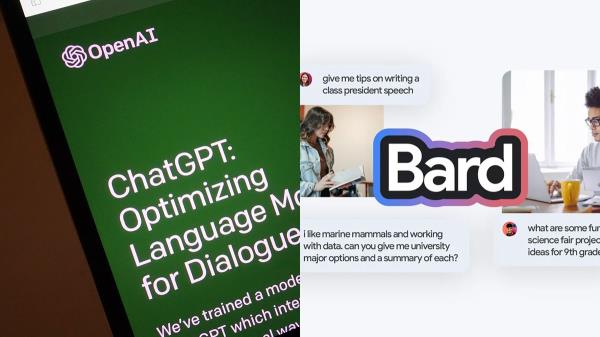 OpenAI
ChatGPT:
Optimizing
Language
for Dialogue
We've trained a
which
give me tips on writing a
class president speech
Bard
i like marine mammals and working
with data. can you give me university
major options and a summary of each?
what are some
science fair
ideas for 9th